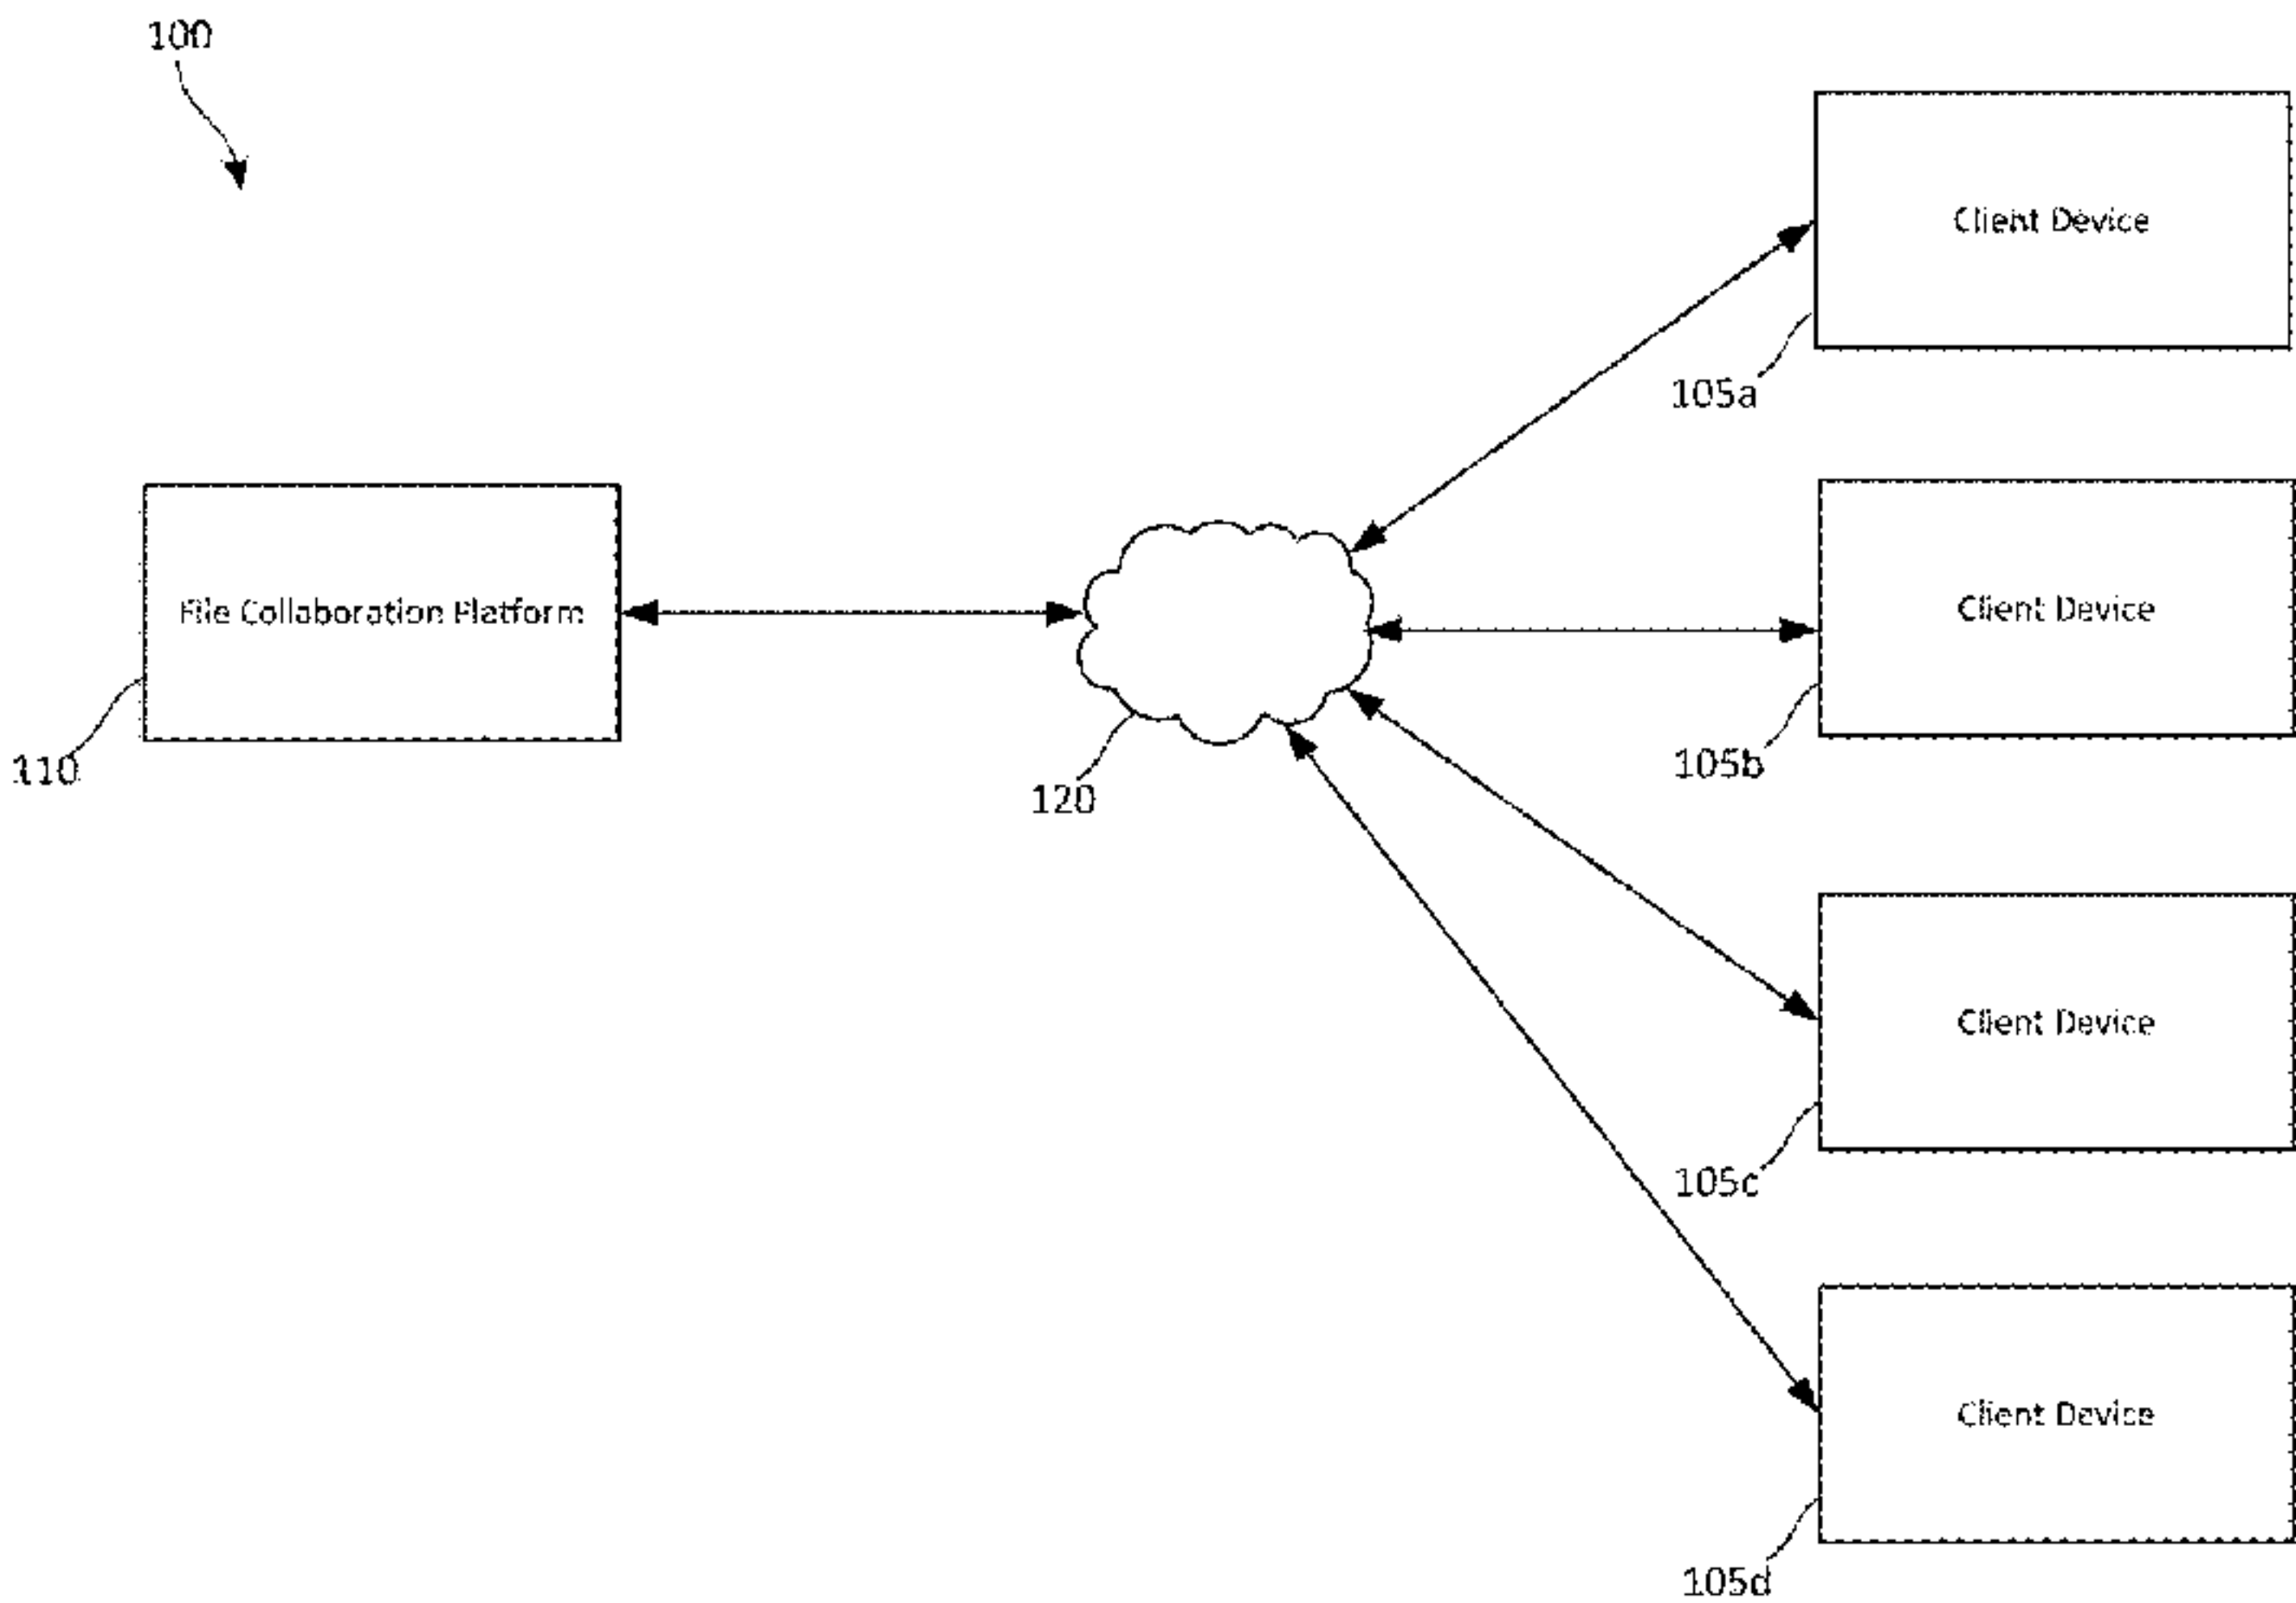 100
Client Device
105a
File Collaboration Platform
110
120
Client Device
105b
Client Device
105c
Client Device
105d